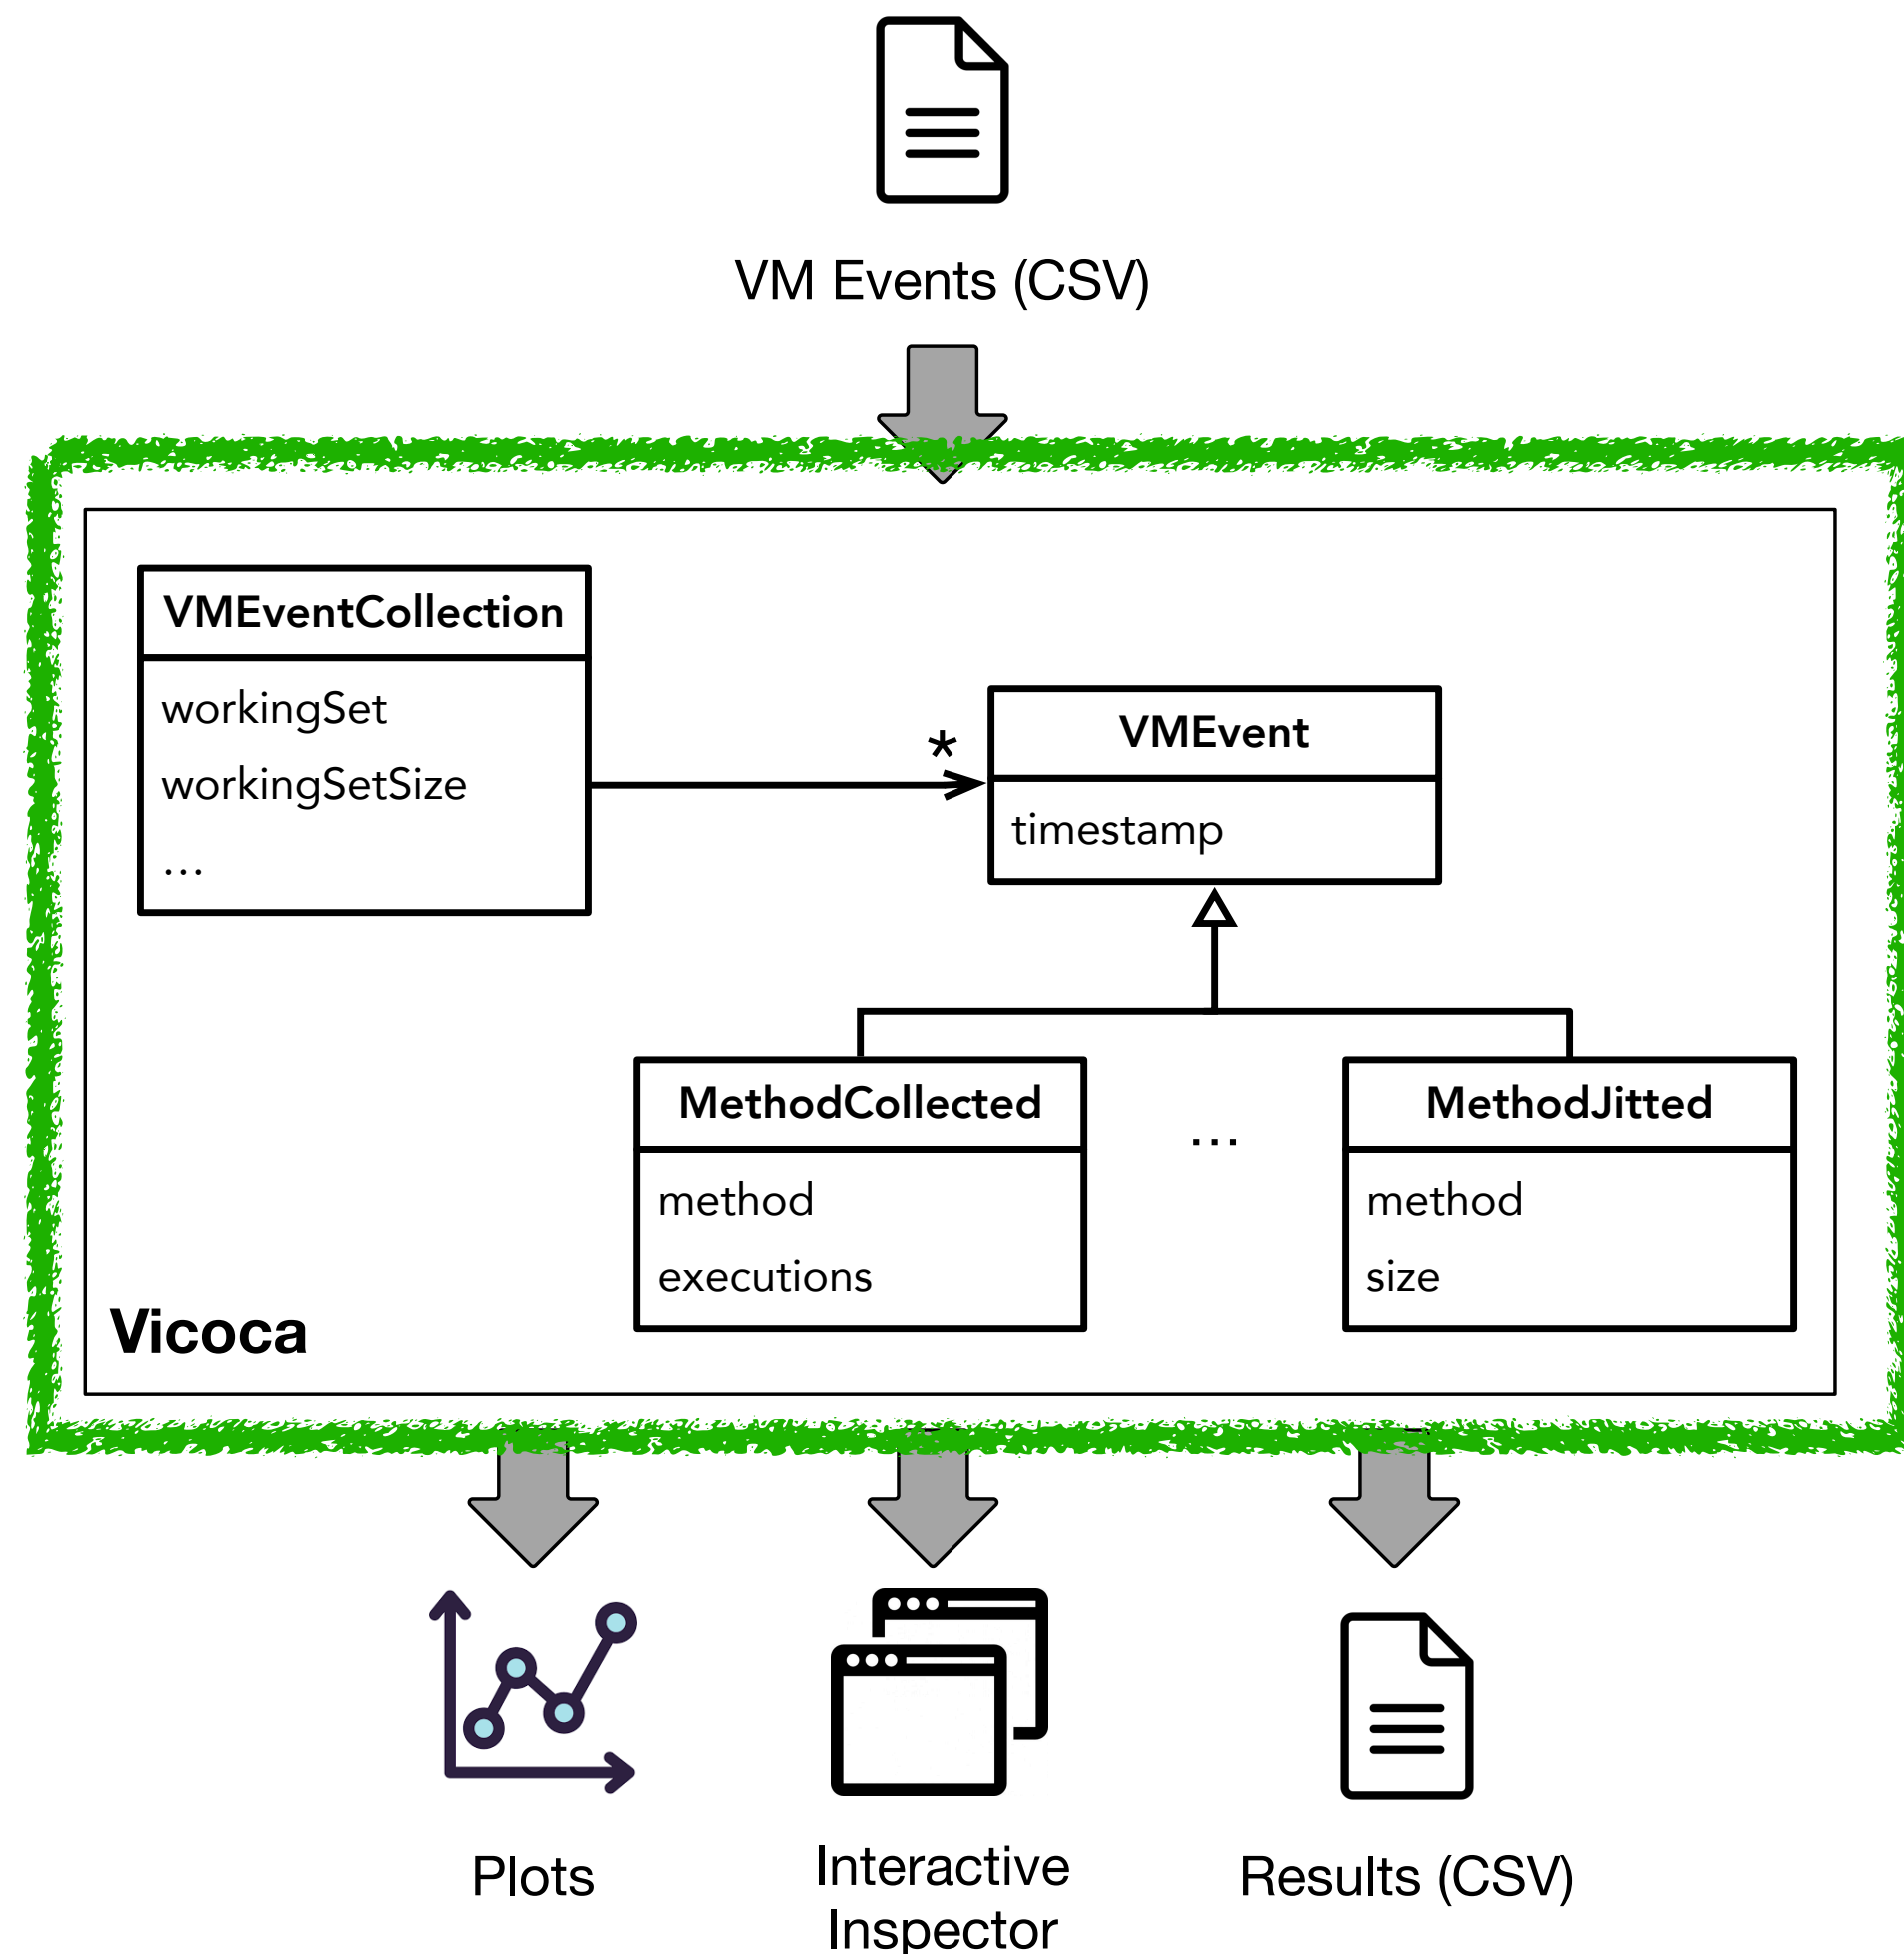 VM Events (CSV)
VMEventCollection
workingSet
workingSetSize
...
*
VMEvent
timestamp
MethodCollected
method
executions
...
MethodJitted
method
size
Vicoca
Plots
Interactive
Inspector
Results (CSV)